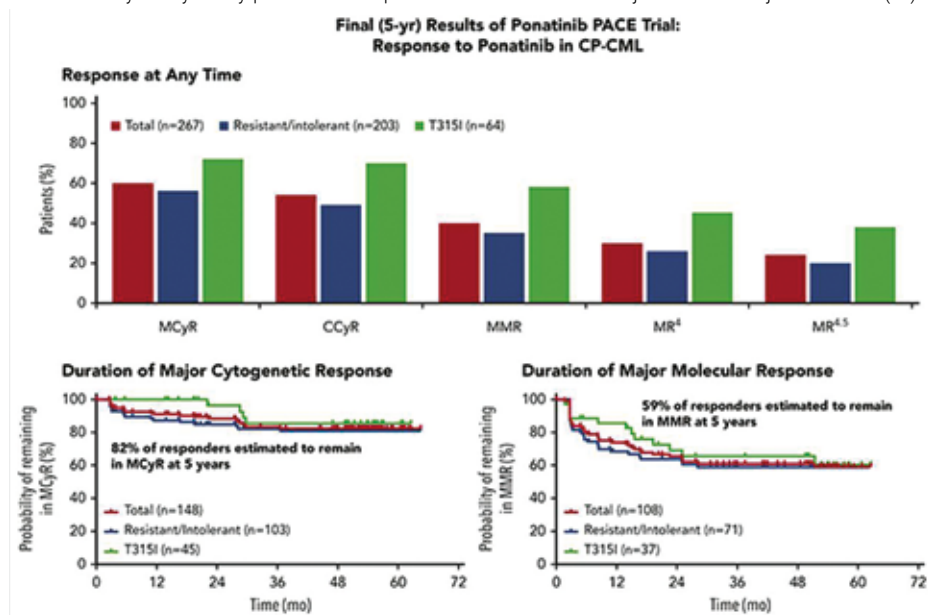 Final (5-yr) Results of Ponatinib PACE Trial:
Response to Ponatinib in CP-CML
Response at Any Time
100
80
60
40
20
0
Patients (%)
Total (n=267)
Resistant/intolerant (n=203)
T315I (n=64)
MCyR
CCyR
MMR
MR4
MR4.5
Duration of Major Cytogenetic Response
100
80
60
40
20
0
Probability of remaining
in MCyR (%)
82% of responders estimated to remain
in MCyR at 5 years
Total (n=148)
Resistant/Intolerant (n=103)
T315I (n=45)
0 12 24 36 48 60 72
Time (mo)
Duration of Major Molecular Response
100
80
60
40
20
0
Probability of remaining
in MMR (%)
59% of responders estimated to remain
in MMR at 5 years
Total (n=108)
Resistant/Intolerant (n=71)
T315I (n=37)
0 12 24 36 48 60 72
Time (mo)